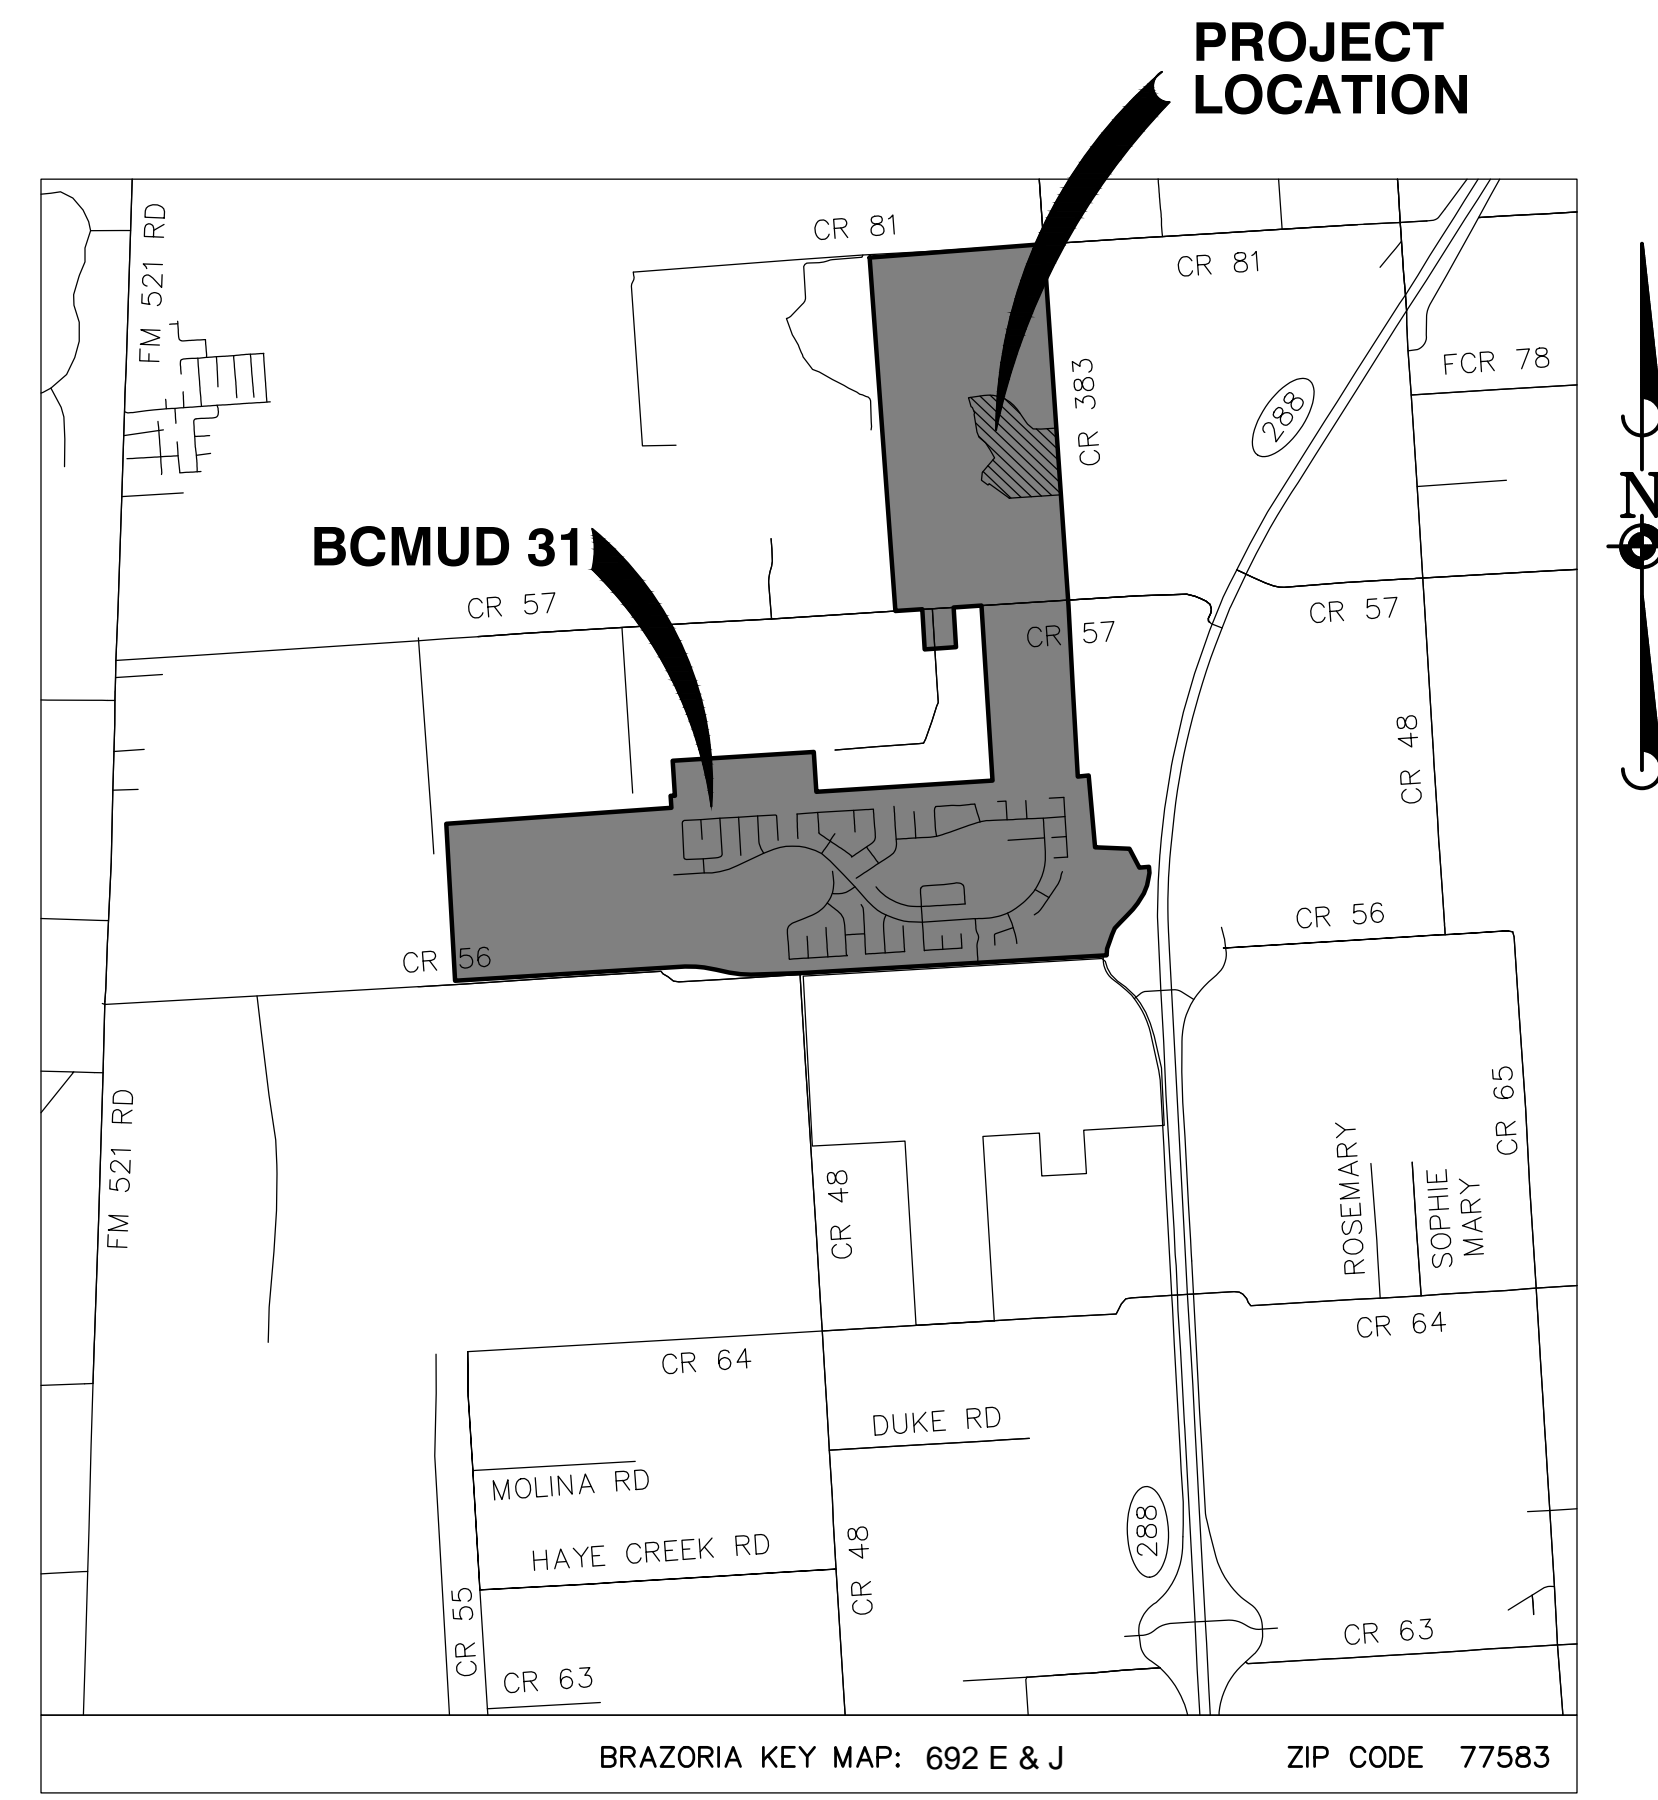 PROJECT
LOCATION
FM 521 RD
CR 81
CR 81
CR 383
288
FCR 78
N
BCMUD 31
CR 57
CR 57
CR 57
CR 48
CR 56
CR 56
FM 521 RD
CR 48
ROSEMARY
SOPHIE
MARY
CR 65
CR 64
CR 64
DUKE RD
MOLINA RD
HAYE CREEK RD
CR 48
288
CR 55
CR 63
CR 63
BRAZORIA KEY MAP: 692 E & J
ZIP CODE 77583